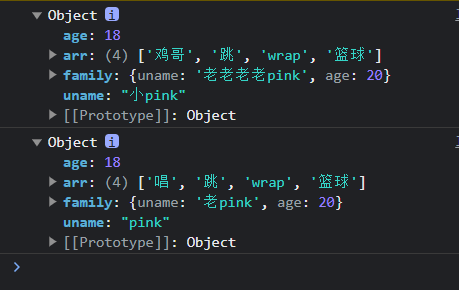 ▼ Object i
age: 18
▶ arr: (4) ['鸡哥', '跳', 'wrap', '篮球']
▶ family: {uname: '老老老老pink', age: 20}
uname: "小pink"
▶ [[Prototype]]: Object
▼ Object i
age: 18
▶ arr: (4) ['唱', '跳', 'wrap', '篮球']
▶ family: {uname: '老pink', age: 20}
uname: "pink"
▶ [[Prototype]]: Object
>